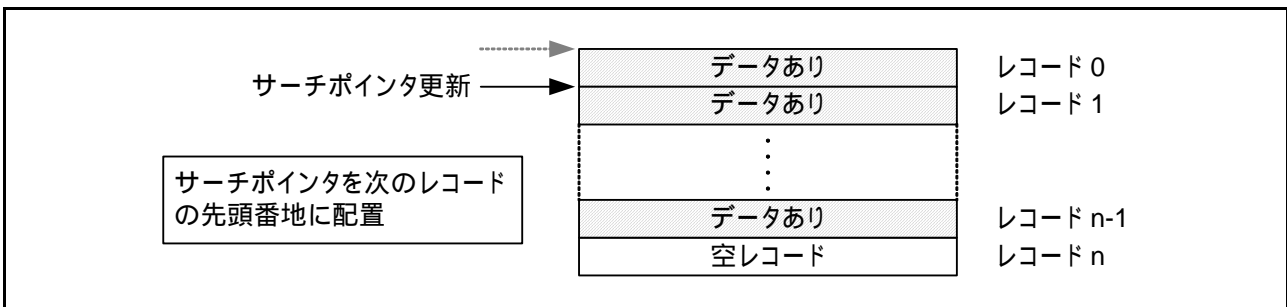 データあり レコード 0
サーチポインタ更新
データあり レコード 1
サーチポインタを次のレコード
の先頭番地に配置
データあり レコード n-1
空レコード レコード n